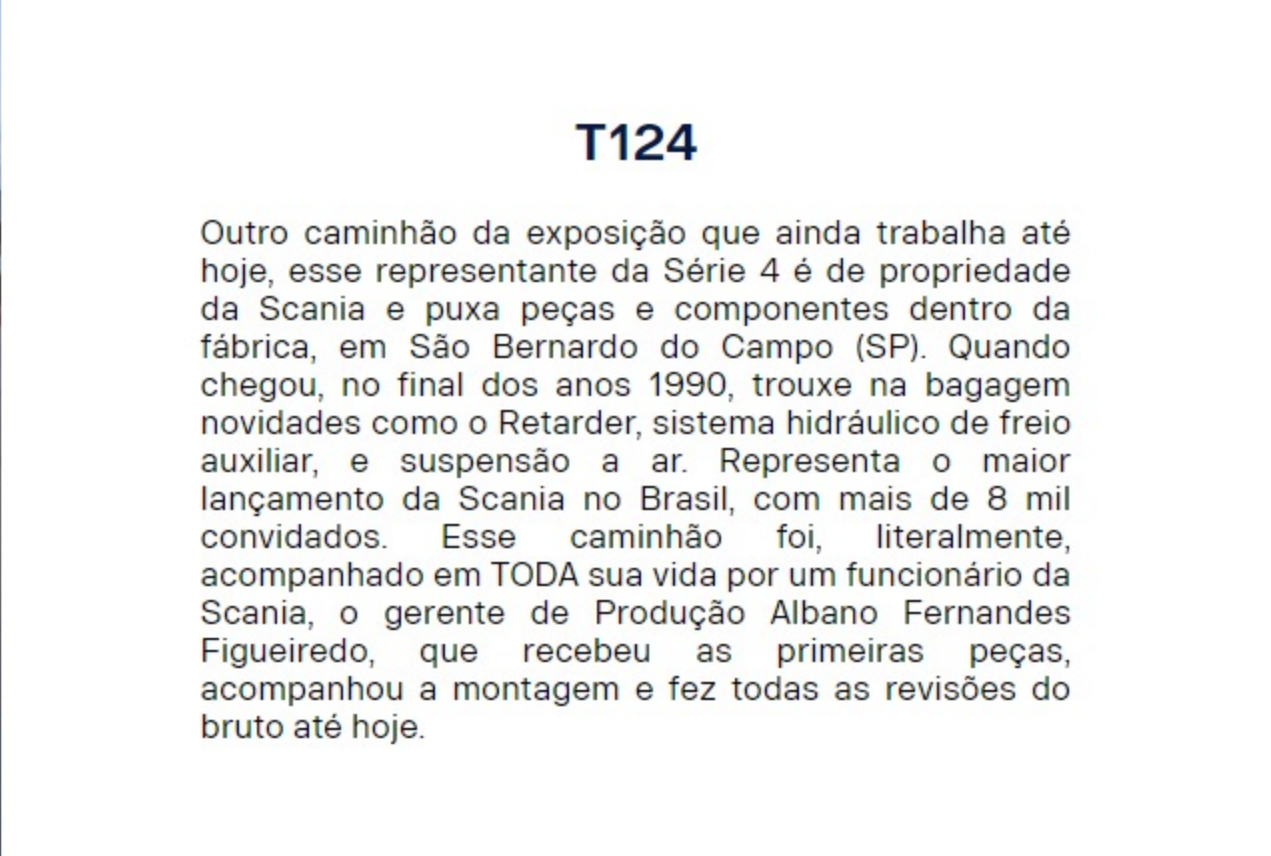 T124
Outro caminhão da exposição que ainda trabalha até
hoje, esse representante da Série 4 é de propriedade
da Scania e puxa peças e componentes dentro da
fábrica, em São Bernardo do Campo (SP). Quando
chegou, no final dos anos 1990, trouxe na bagagem
novidades como o Retarder, sistema hidráulico de freio
auxiliar, e suspensão a ar. Representa o maior
lançamento da Scania no Brasil, com mais de 8 mil
convidados. Esse caminhão foi, literalmente,
acompanhado em TODA sua vida por um funcionário da
Scania, o gerente de Produção Albano Fernandes
Figueiredo, que recebeu as primeiras peças,
acompanhou a montagem e fez todas as revisões do
bruto até hoje.